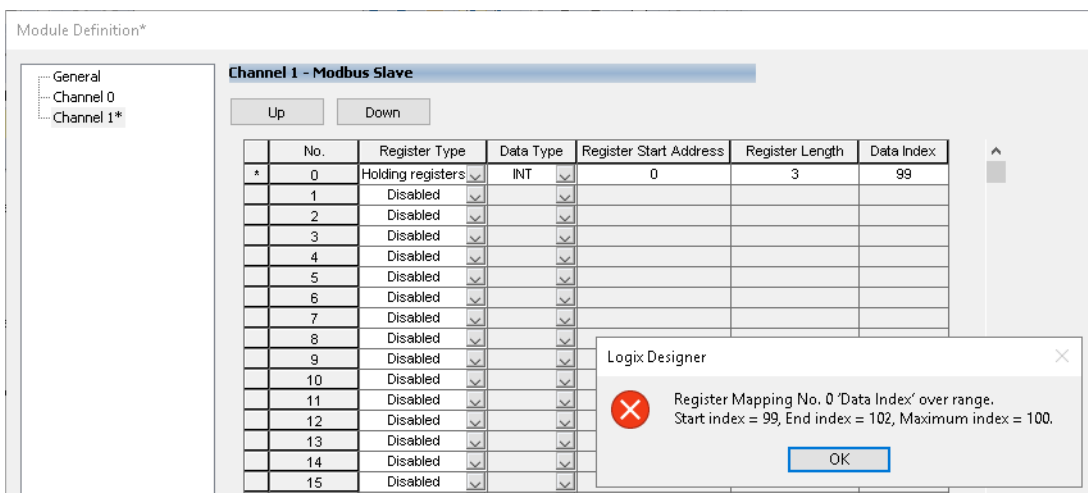 Module Definition*
General
Channel 0
Channel 1*
Channel 1 - Modbus Slave
Up Down
No. Register Type Data Type Register Start Address Register Length Data Index
* 0 Holding registers INT 0 3 99
1 Disabled
2 Disabled
3 Disabled
4 Disabled
5 Disabled
6 Disabled
7 Disabled
8 Disabled
9 Disabled
10 Disabled
11 Disabled
12 Disabled
13 Disabled
14 Disabled
15 Disabled
Logix Designer
Register Mapping No. 0 'Data Index' over range.
Start index = 99, End index = 102, Maximum index = 100.
OK